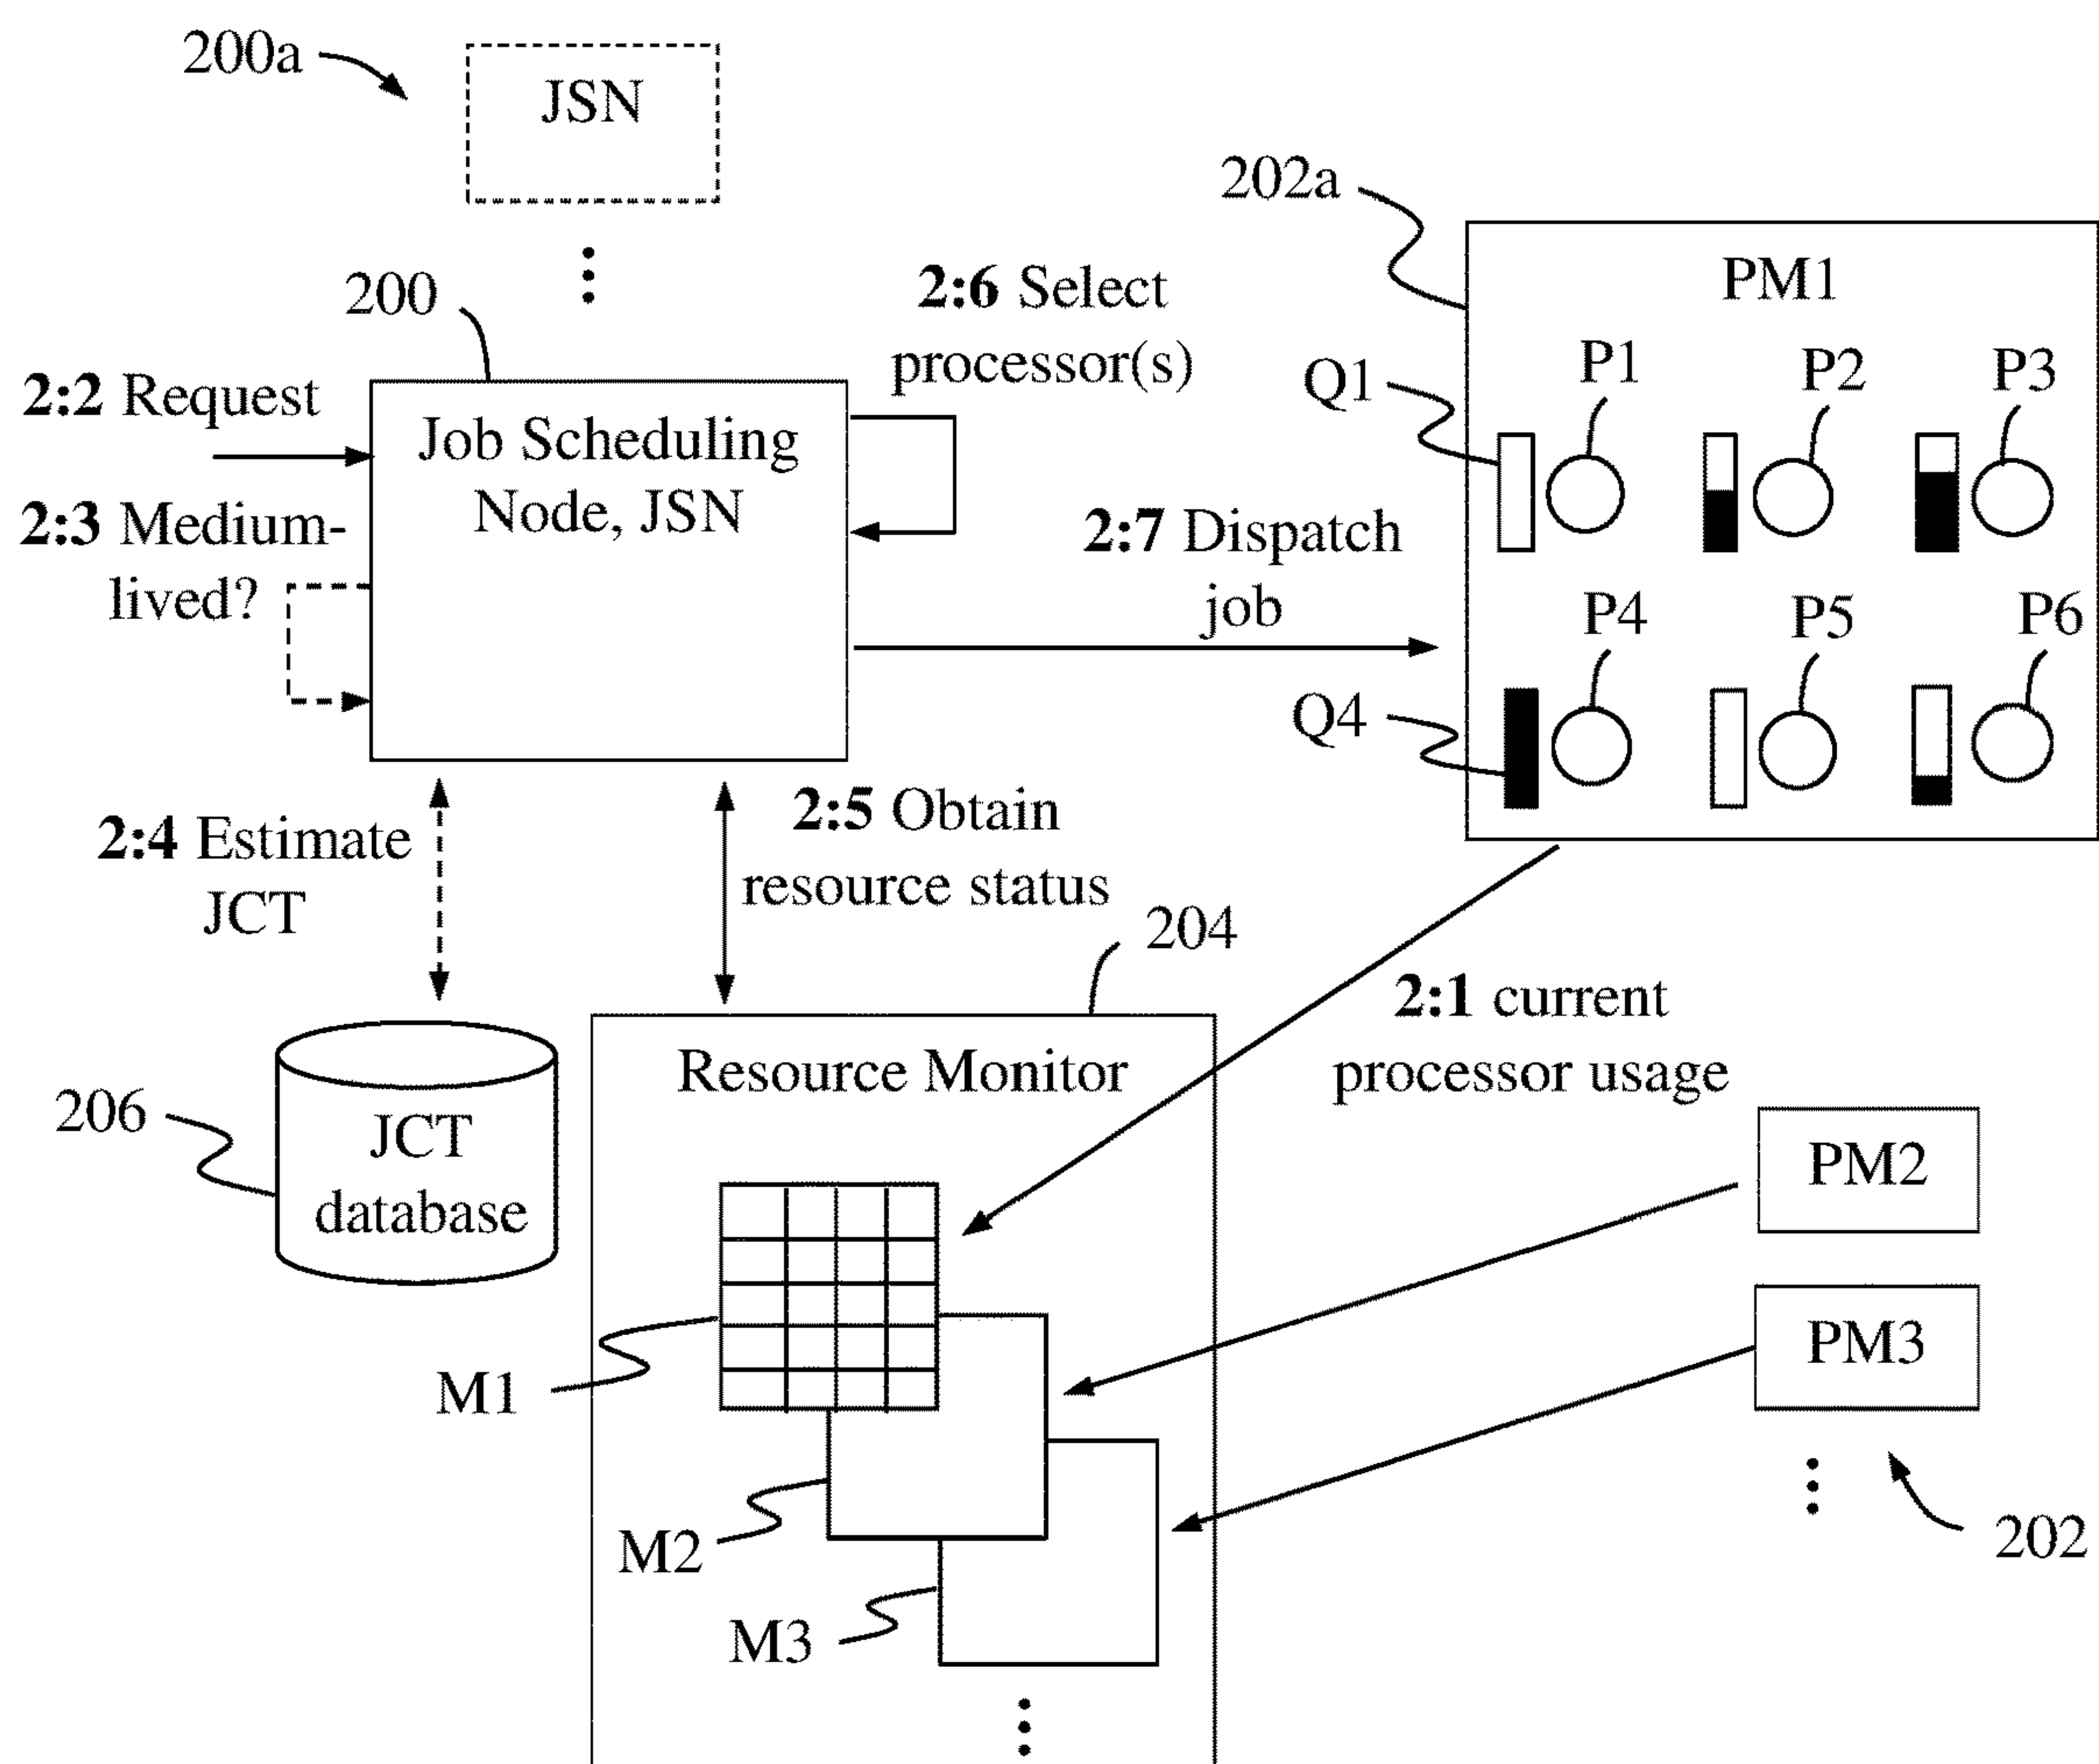 200a
JSN
202a
PM1
200
2:6 Select
processor(s)
P1
P2
P3
Q1
2:2 Request
Job Scheduling
Node, JSN
2:3 Medium-
lived?
2:7 Dispatch
job
P4
P5
P6
Q4
2:4 Estimate
JCT
2:5 Obtain
resource status
204
2:1 current
processor usage
Resource Monitor
206
JCT
database
PM2
PM3
M1
M2
202
M3